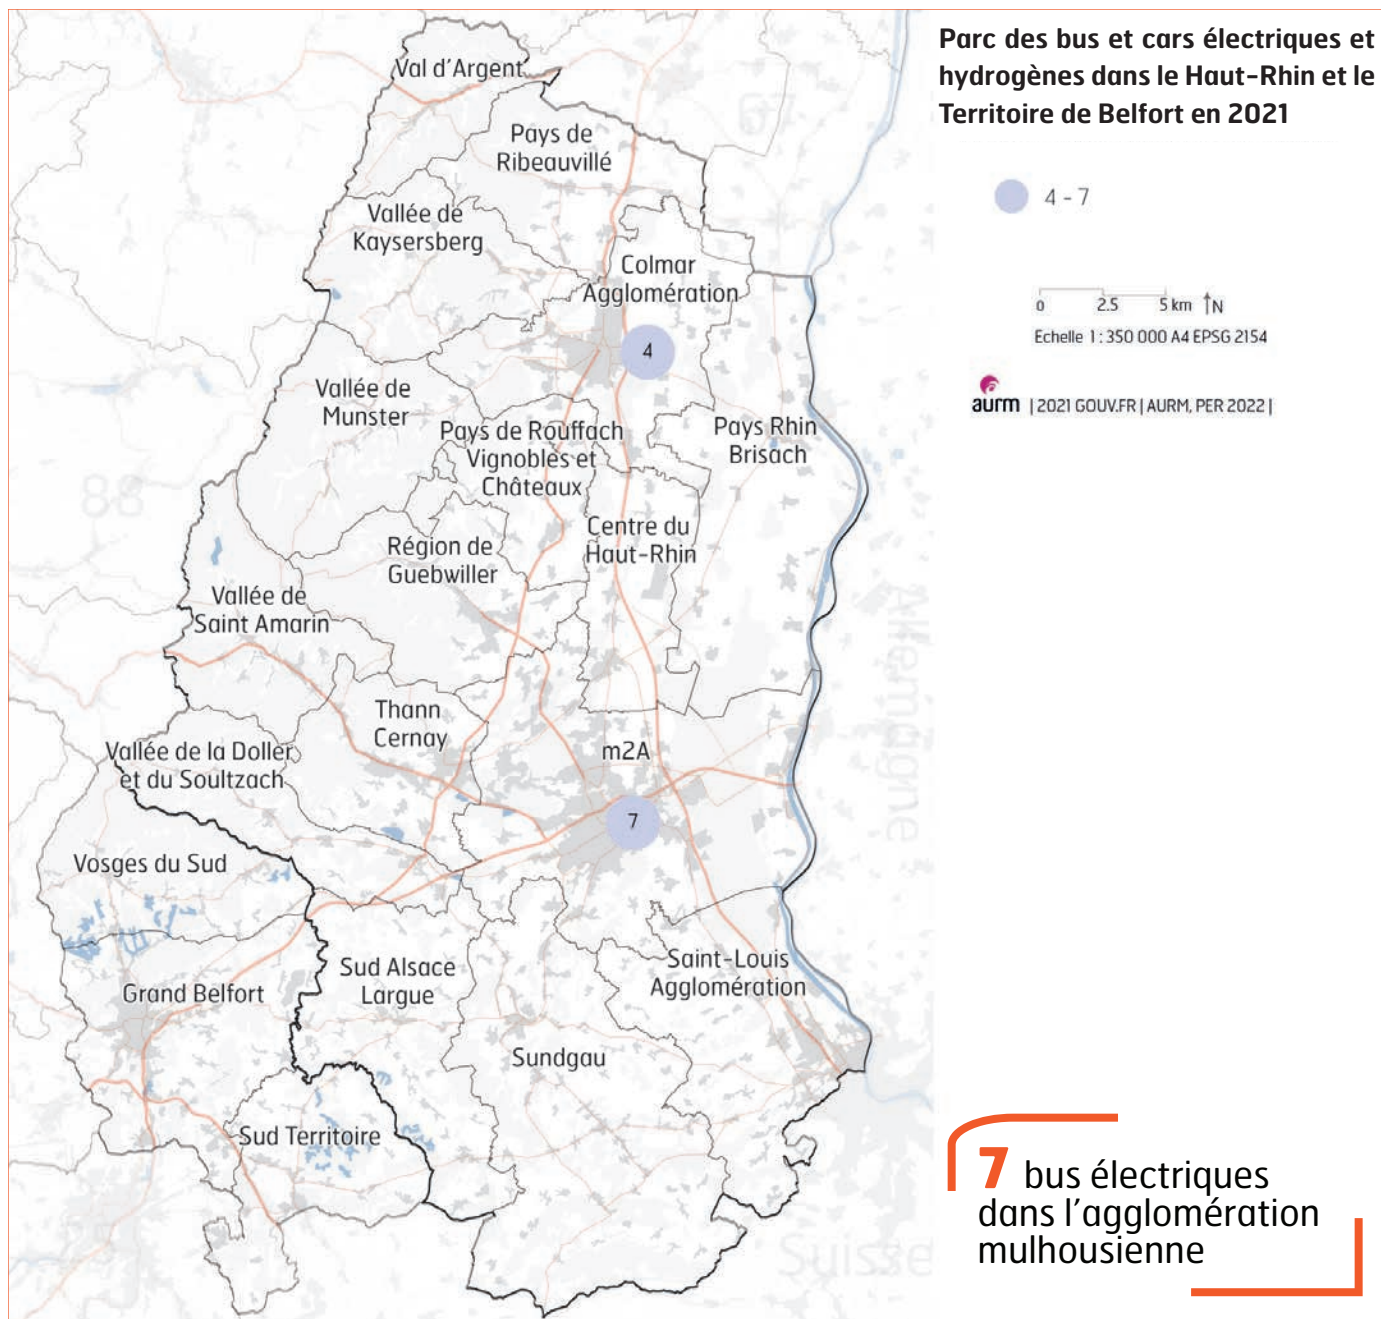 Parc des bus et cars électriques et
hydrogènes dans le Haut-Rhin et le
Territoire de Belfort en 2021
4 - 7
0 2.5 5 km N
Echelle 1 : 350 000 A4 EPSG 2154
aurm | 2021 GOUV.FR | AURM, PER 2022 |
Val d'Argent
67
Pays de
Ribeauvillé
Vallée de
Kaysersberg
Colmar
Agglomération
4
Vallée de
Munster
Pays de Rouffach
Vignobles et
Châteaux
Pays Rhin
Brisach
88
Centre du
Haut-Rhin
Région de
Guebwiller
Vallée de
Saint Amarin
Allemagne
Thann
Cernay
m2A
Vallée de la Doller
et du Soultzach
7
Vosges du Sud
Saint-Louis
Agglomération
Sud Alsace
Largue
Grand Belfort
Sundgau
Sud Territoire
Suisse
7 bus électriques
dans l'agglomération
mulhousienne